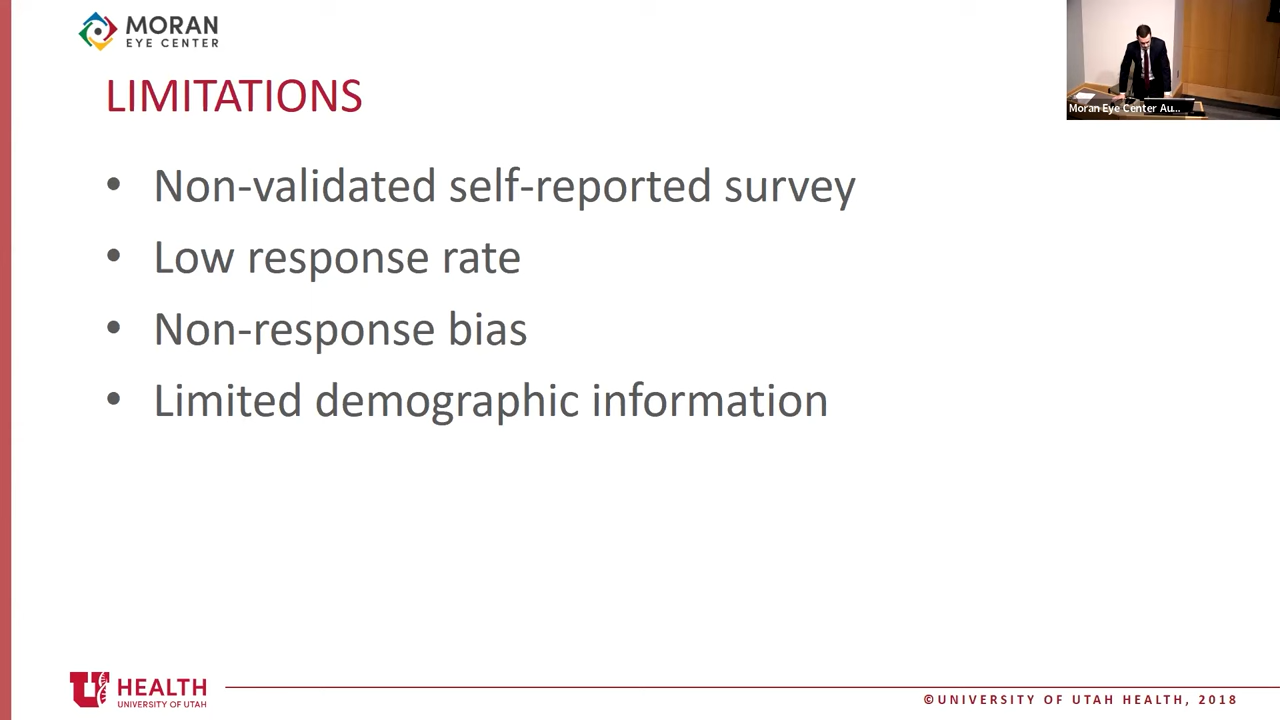 MORAN
EYE CENTER
Moran Eye Center Au...
LIMITATIONS
• Non-validated self-reported survey
• Low response rate
• Non-response bias
• Limited demographic information
U HEALTH
UNIVERSITY OF UTAH
©UNIVERSITY OF UTAH HEALTH, 2018